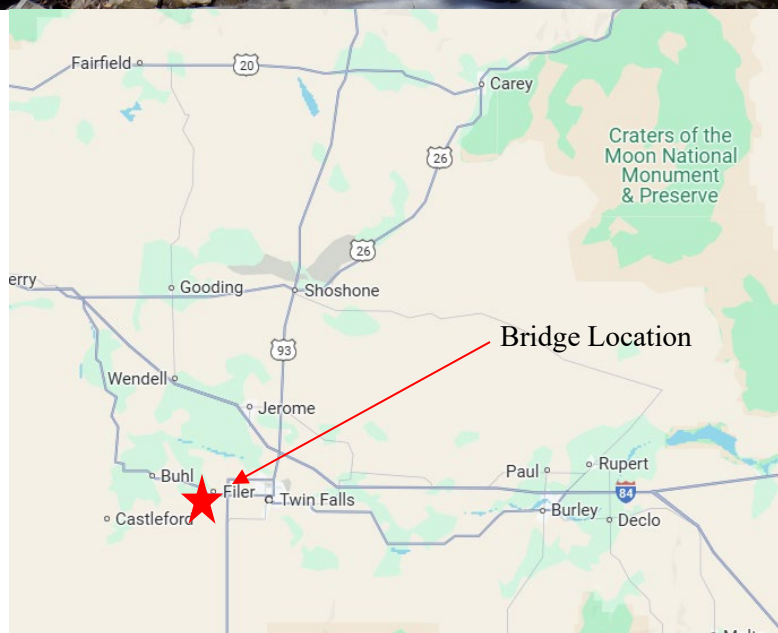 Fairfield
20
Carey
Craters of the
Moon National
Monument
& Preserve
26
26
erry
Gooding
Shoshone
Bridge Location
93
Wendell
Jerome
Buhl
Paul
Rupert
Filer
84
Twin Falls
Castleford
Burley
Declo